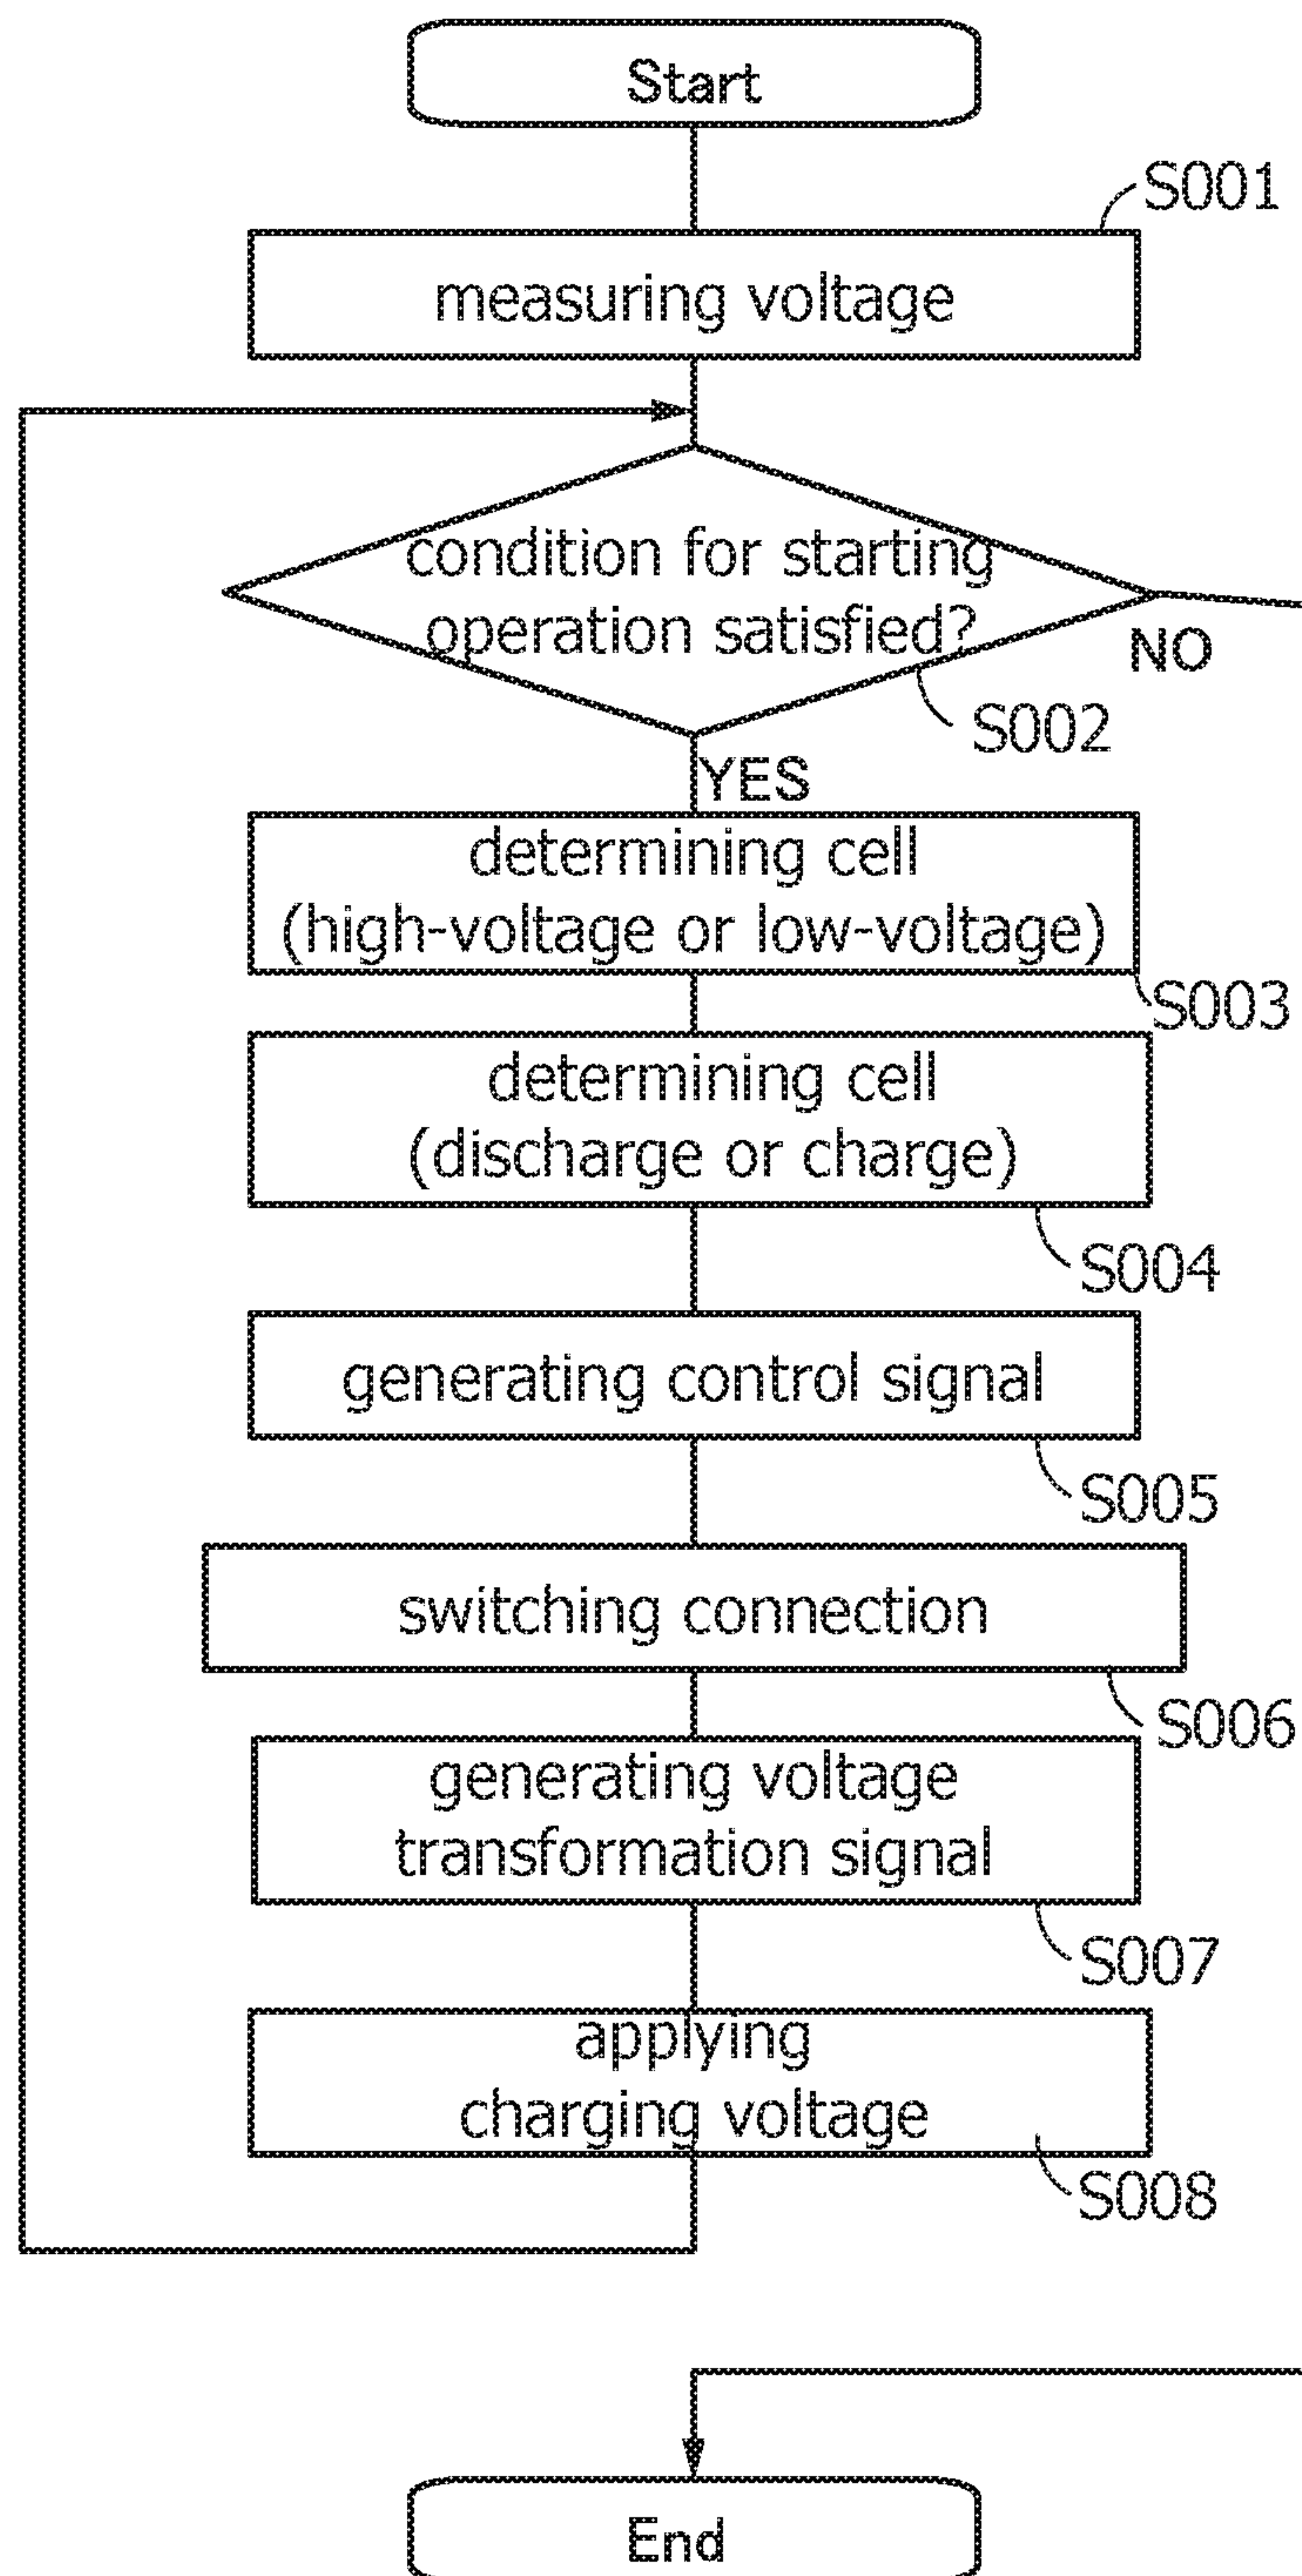 Start
S001
measuring voltage
condition for starting
operation satisfied?
NO
S002
YES
determining cell
(high-voltage or low-voltage)
S003
determining cell
(discharge or charge)
S004
generating control signal
S005
switching connection
S006
generating voltage
transformation signal
S007
applying
charging voltage
S008
End